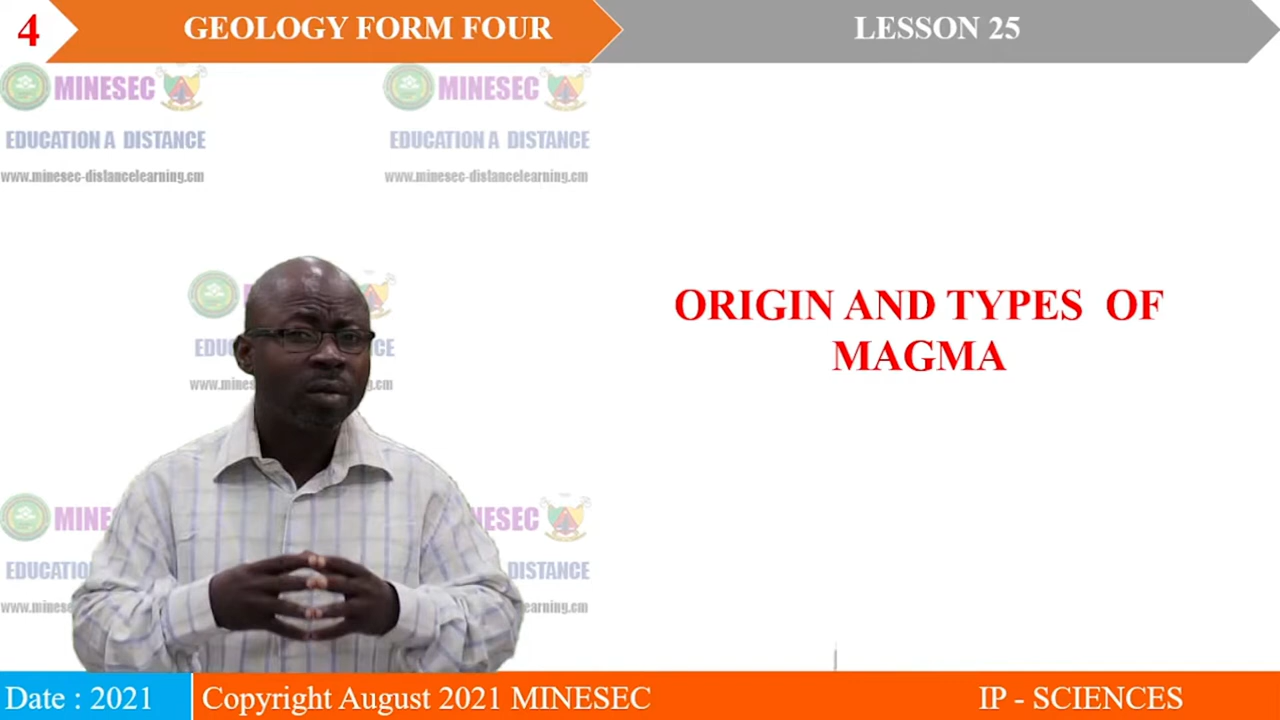 4
GEOLOGY FORM FOUR
LESSON 25
MINESEC
MINESEC
EDUCATION A DISTANCE
EDUCATION A DISTANCE
www.minesec-distancelearning.cm
www.minesec-distancelearning.cm
ORIGIN AND TYPES OF
MAGMA
Date : 2021
Copyright August 2021 MINESEC
IP - SCIENCES